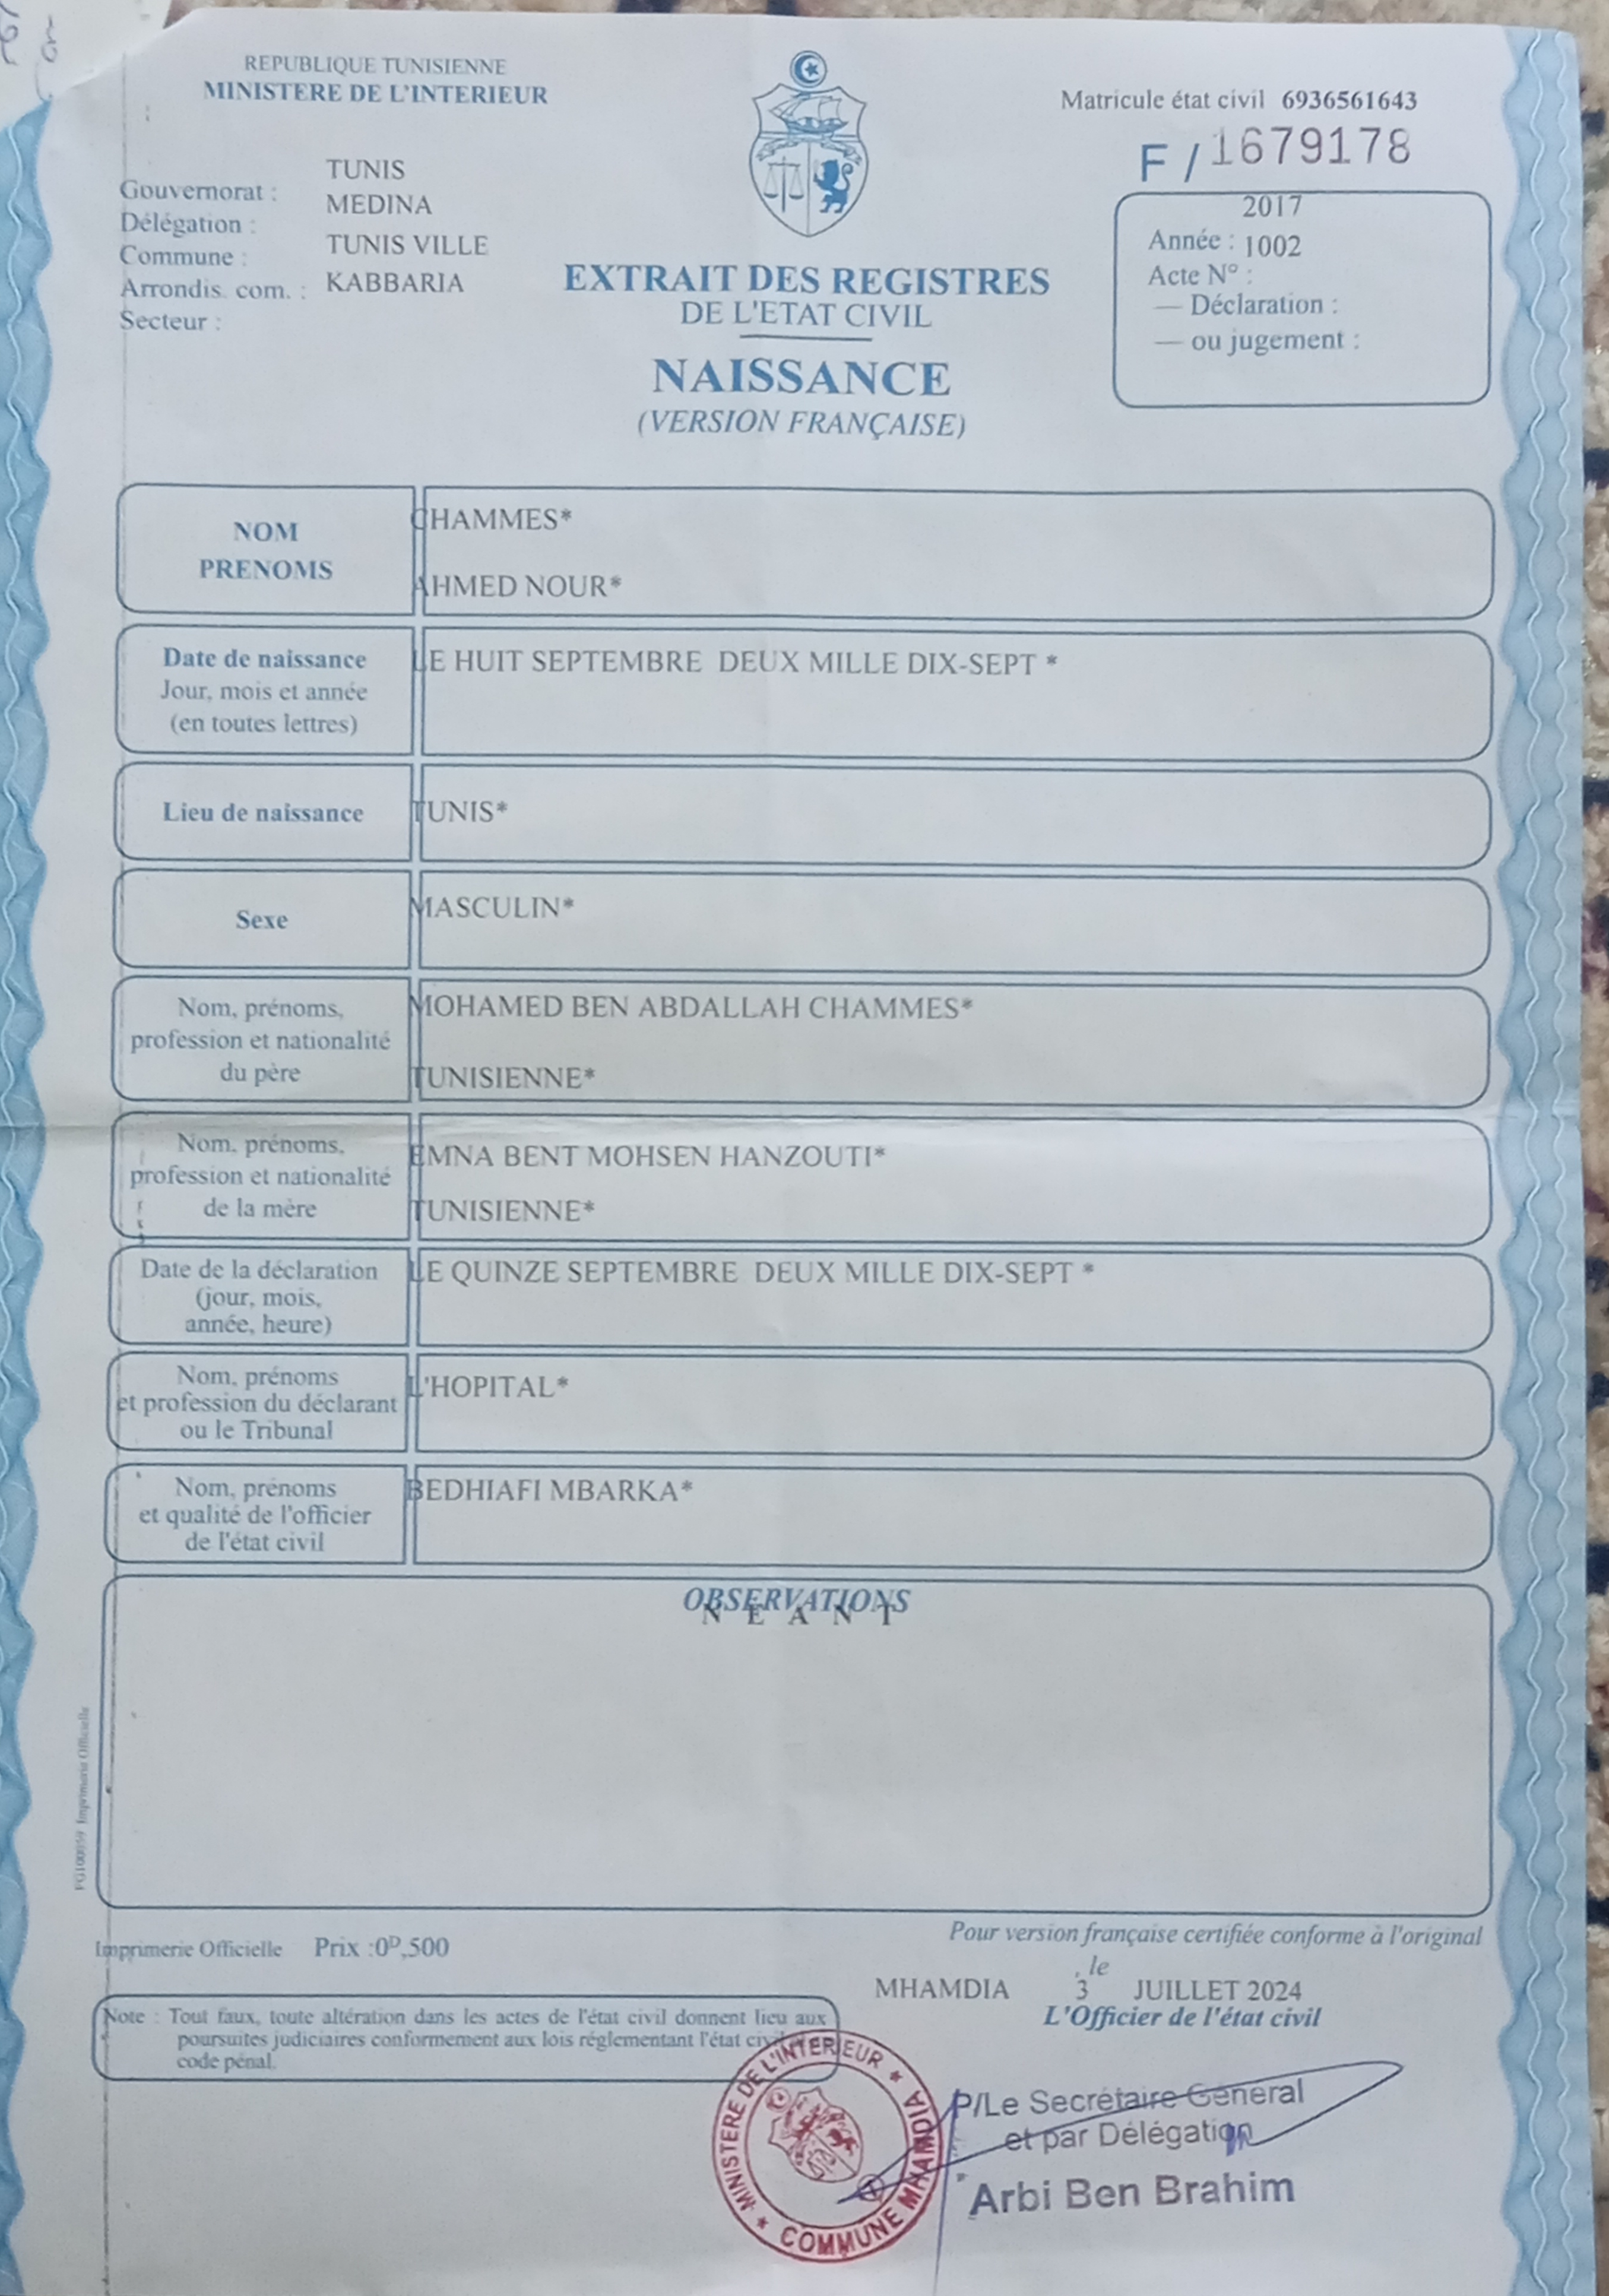 REPUBLIQUE TUNISIENNE
MINISTERE DE L'INTERIEUR
Matricule état civil 6936561643
F / 1679178
Gouvernorat : TUNIS
Délégation : MEDINA
Commune : TUNIS VILLE
Arrondis. com. : KABBARIA
Secteur :
2017
Année : 1002
Acte N° :
— Déclaration :
— ou jugement :
EXTRAIT DES REGISTRES
DE L'ETAT CIVIL
NAISSANCE
(VERSION FRANÇAISE)
NOM
PRENOMS
CHAMMES*
AHMED NOUR*
Date de naissance
Jour, mois et année
(en toutes lettres)
LE HUIT SEPTEMBRE DEUX MILLE DIX-SEPT *
Lieu de naissance
TUNIS*
Sexe
MASCULIN*
Nom, prénoms,
profession et nationalité
du père
MOHAMED BEN ABDALLAH CHAMMES*
TUNISIENNE*
Nom, prénoms,
profession et nationalité
de la mère
EMNA BENT MOHSEN HANZOUTI*
TUNISIENNE*
Date de la déclaration
(jour, mois,
année, heure)
LE QUINZE SEPTEMBRE DEUX MILLE DIX-SEPT *
Nom, prénoms
et profession du déclarant
ou le Tribunal
L'HOPITAL*
Nom, prénoms
et qualité de l'officier
de l'état civil
BEDHIAFI MBARKA*
OBSERVATIONS
N E A N T
Imprimerie Officielle
Imprimerie Officielle Prix :0D,500
Pour version française certifiée conforme à l'original
, le
MHAMDIA 3 JUILLET 2024
L'Officier de l'état civil
Note : Tout faux, toute altération dans les actes de l'état civil donnent lieu aux
poursuites judiciaires conformement aux lois réglementant l'état civil
code pénal.
MINISTERE DE L'INTERIEUR * COMMUNE MHAMDIA *
P/Le Secrétaire Général
et par Délégation
Arbi Ben Brahim